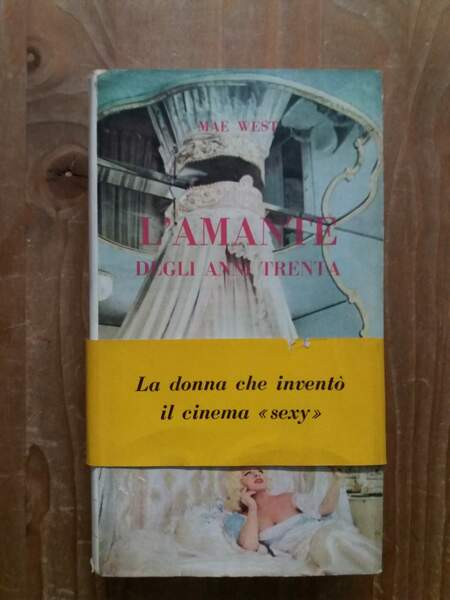 MAE WEST
L'AMANTE
DEGLI ANNI TRENTA
La donna che inventò
il cinema «sexy»